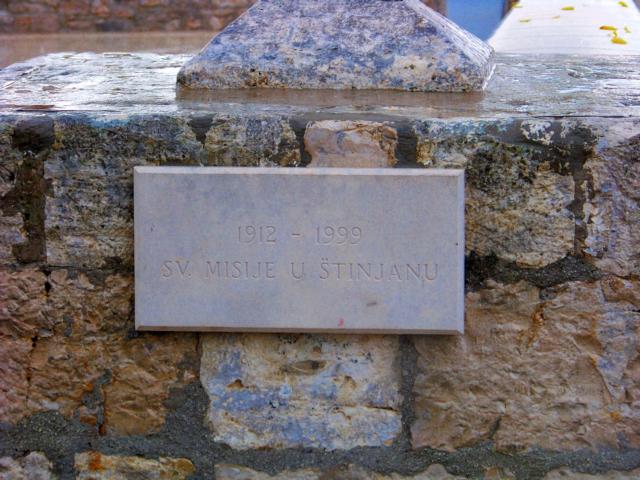 1912 - 1999
SV. MISIJE U ŠTINJANU